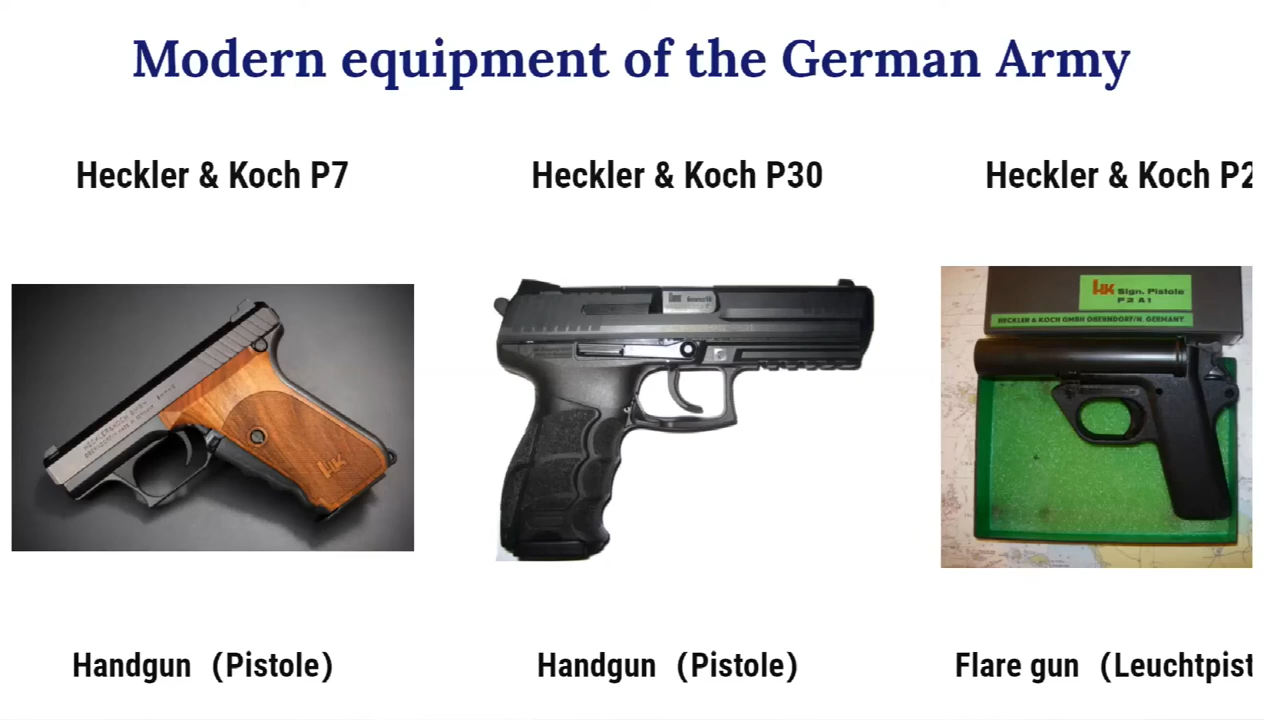 Modern equipment of the German Army
Heckler & Koch P7
Heckler & Koch P30
Heckler & Koch P2
HK Sign. Pistole
P2 A1
HECKLER & KOCH GMBH OBERNDORF/N. GERMANY
HK
Handgun (Pistole)
Handgun (Pistole)
Flare gun (Leuchtpist